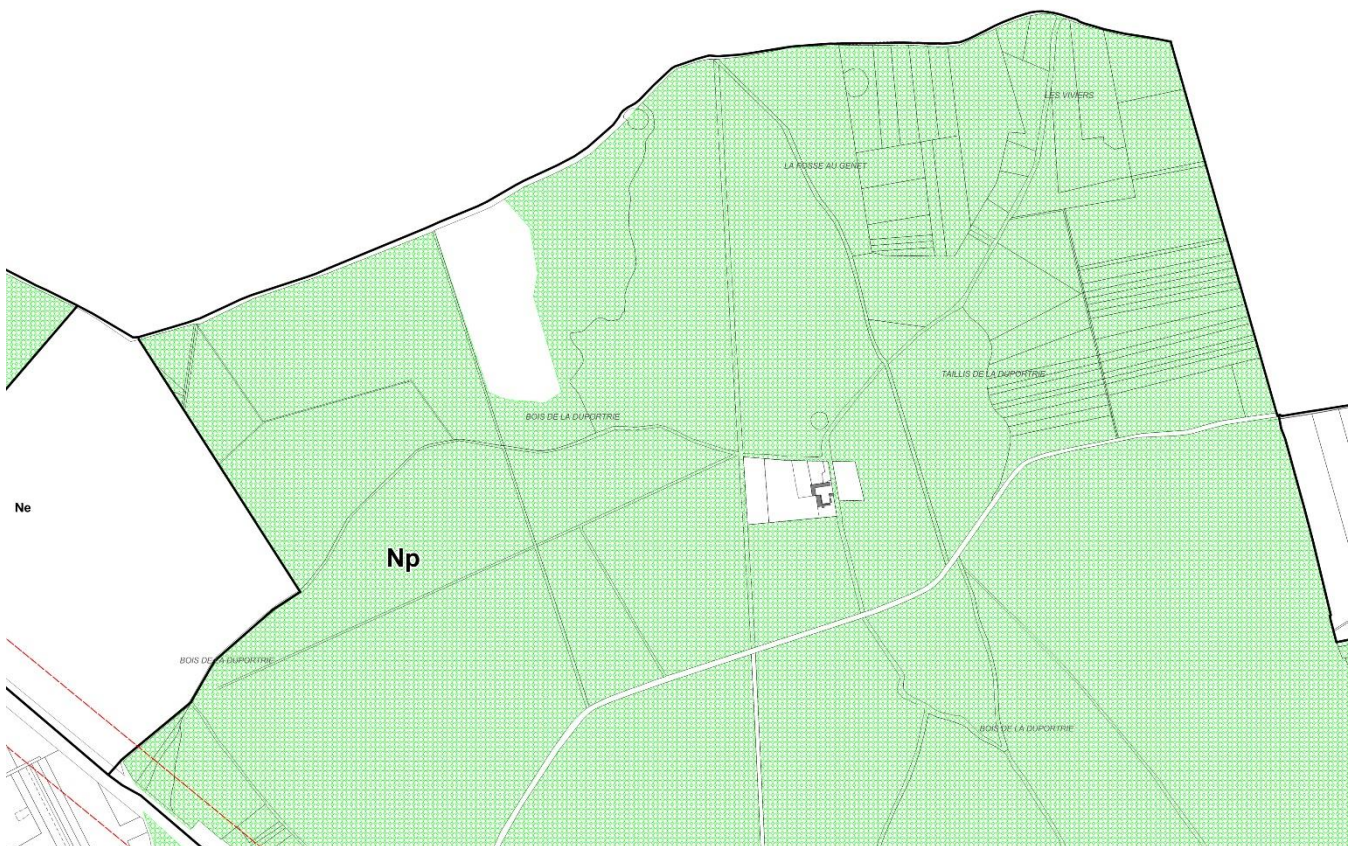 LES VIVIERS
LA FOSSE AU GENET
TAILLIS DE LA DUPORTRIE
BOIS DE LA DUPORTRIE
Ne
Np
BOIS DE LA DUPORTRIE
BOIS DE LA DUPORTRIE